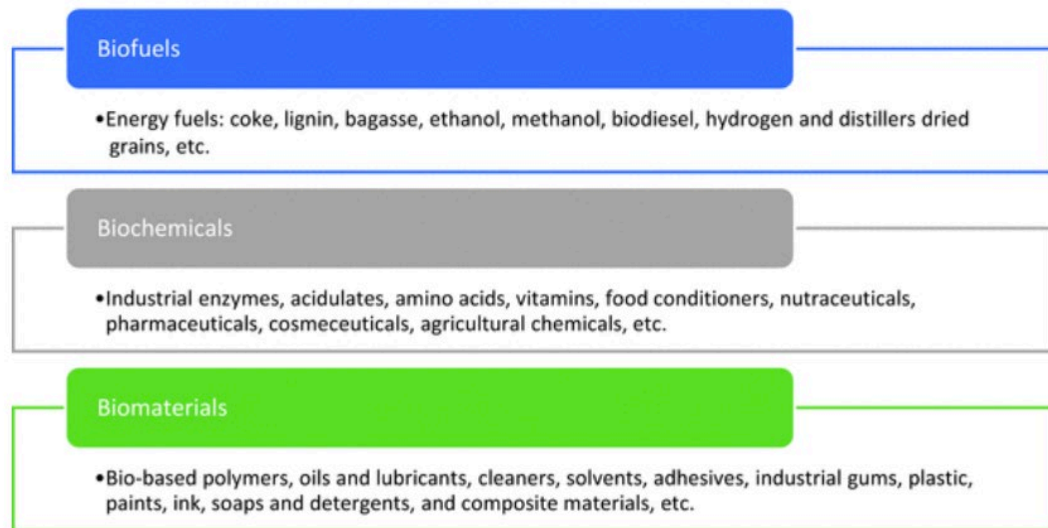 Biofuels
•Energy fuels: coke, lignin, bagasse, ethanol, methanol, biodiesel, hydrogen and distillers dried
grains, etc.
Biochemicals
•Industrial enzymes, acidulates, amino acids, vitamins, food conditioners, nutraceuticals,
pharmaceuticals, cosmeceuticals, agricultural chemicals, etc.
Biomaterials
•Bio-based polymers, oils and lubricants, cleaners, solvents, adhesives, industrial gums, plastic,
paints, ink, soaps and detergents, and composite materials, etc.